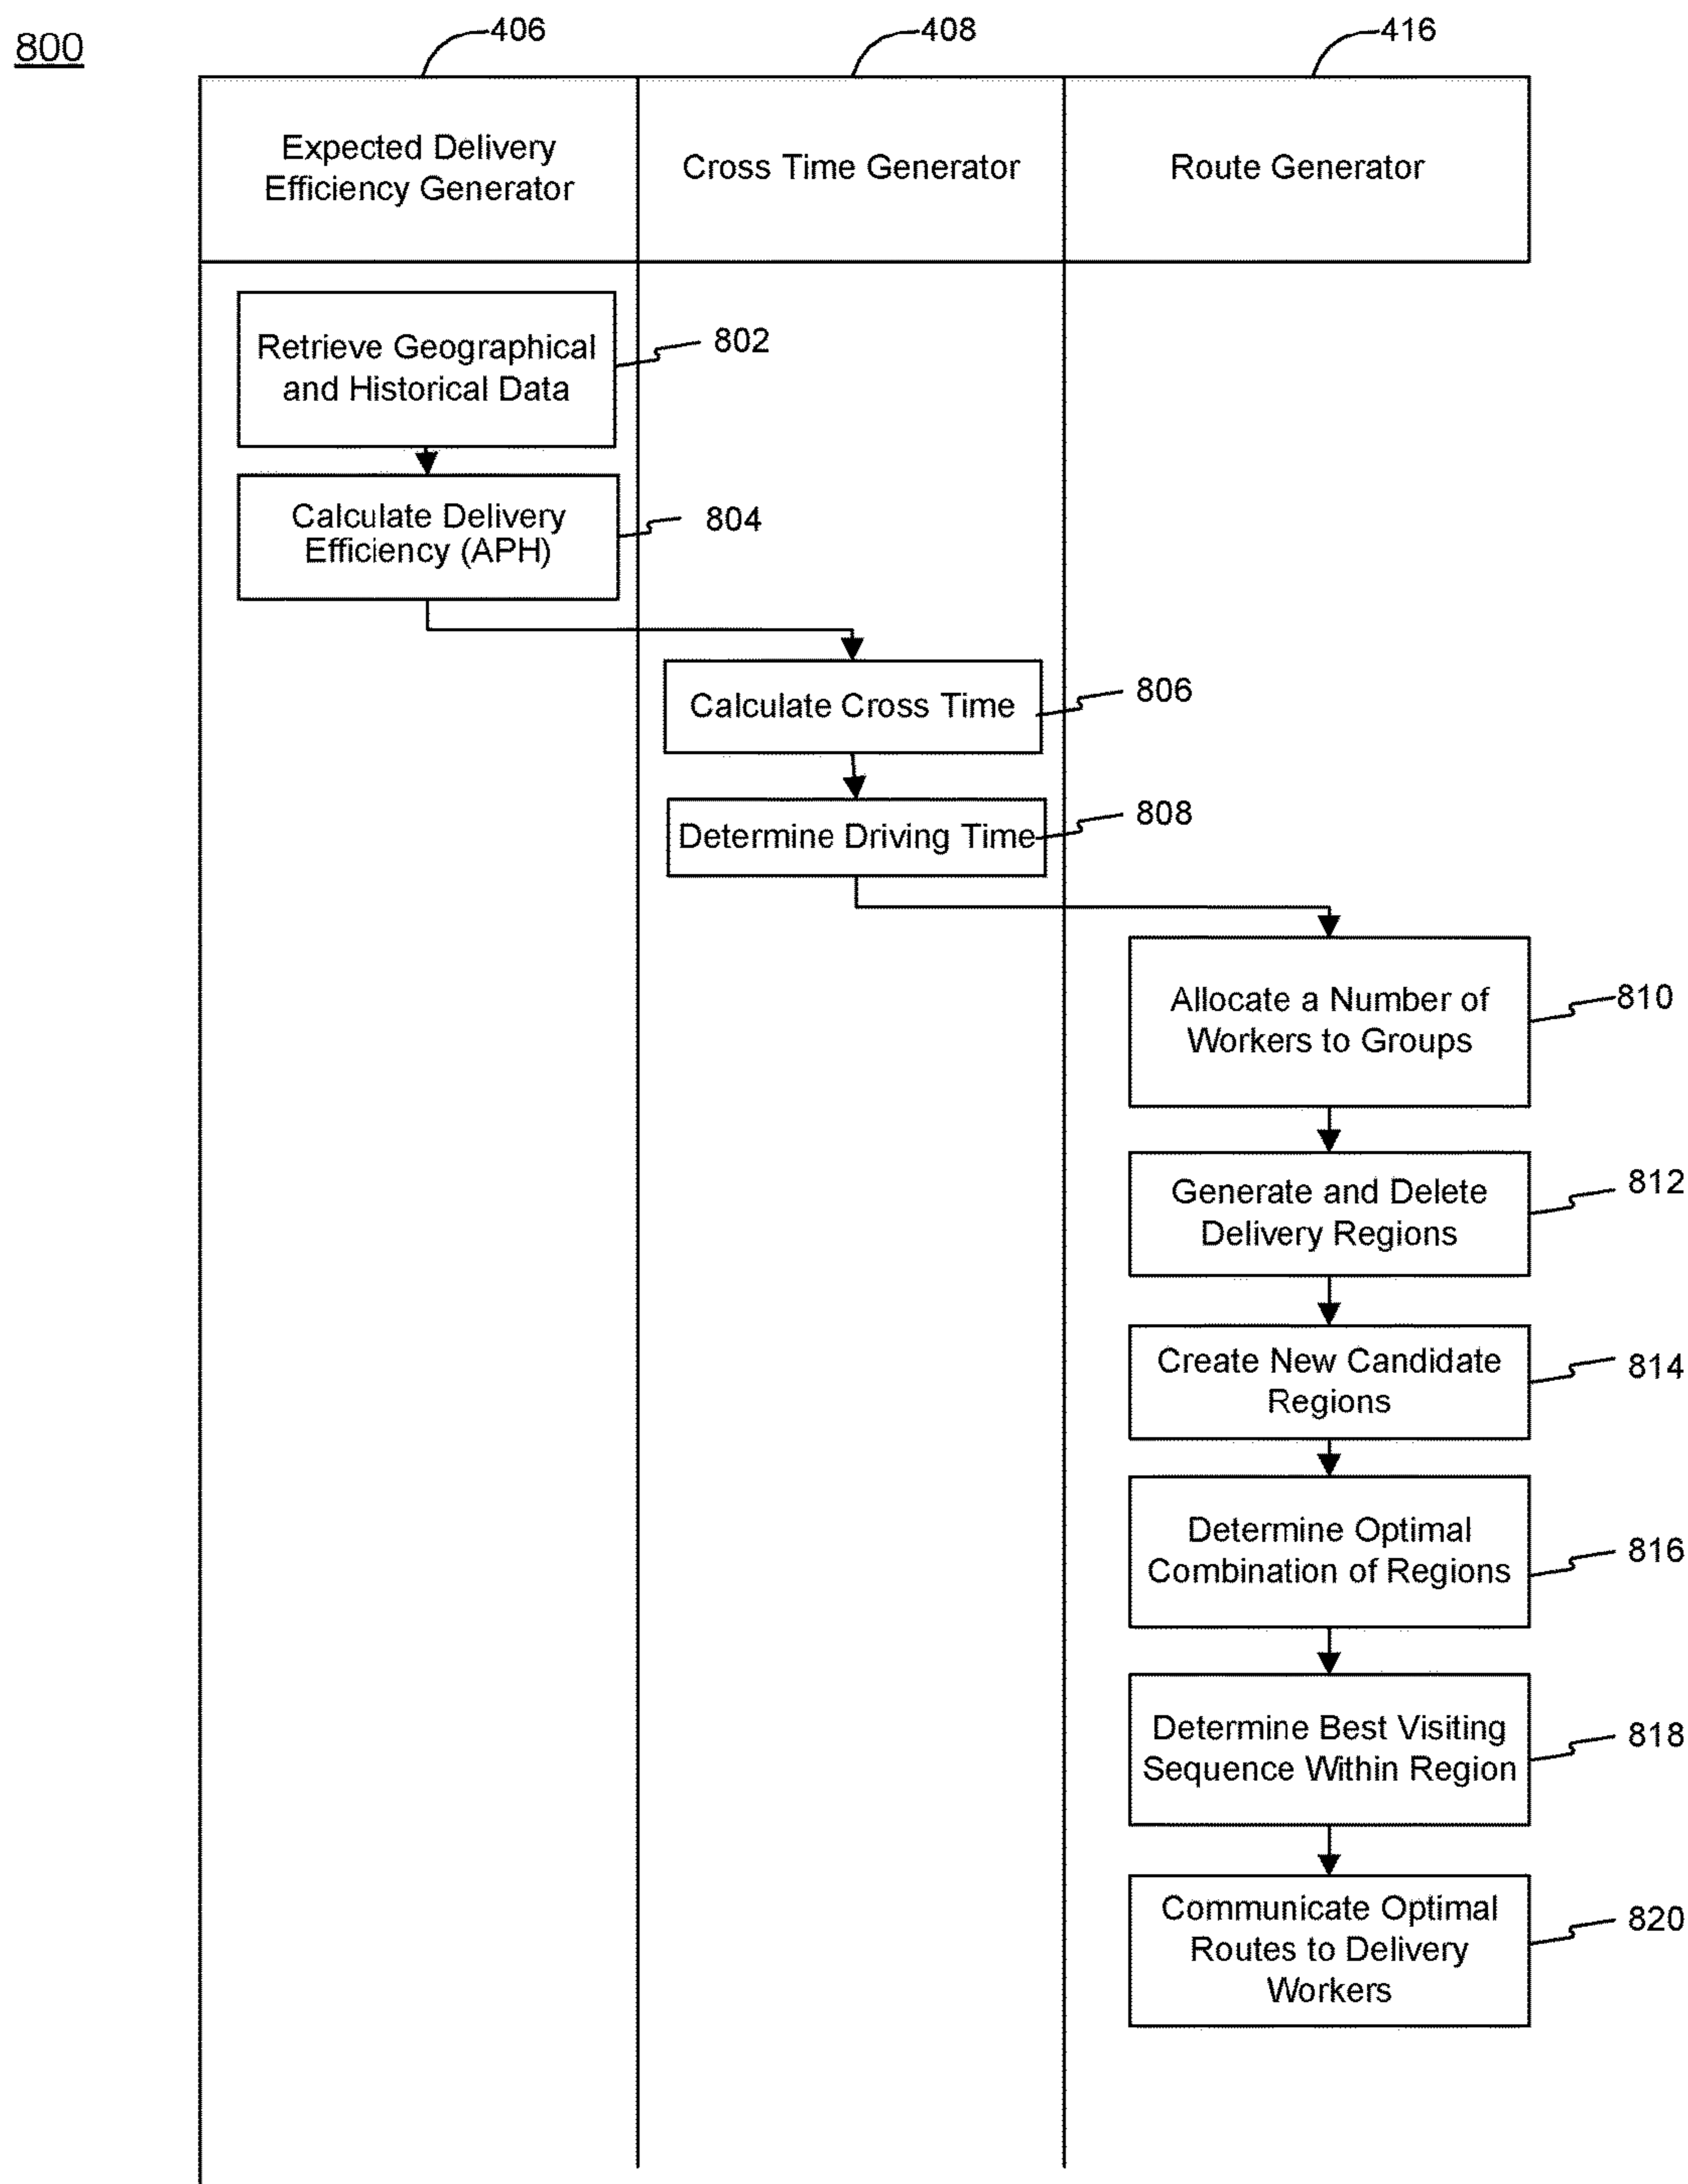 800
406
408
416
Expected Delivery
Efficiency Generator
Cross Time Generator
Route Generator
Retrieve Geographical
and Historical Data
802
Calculate Delivery
Efficiency (APH)
804
Calculate Cross Time
806
Determine Driving Time
808
Allocate a Number of
Workers to Groups
810
Generate and Delete
Delivery Regions
812
Create New Candidate
Regions
814
Determine Optimal
Combination of Regions
816
Determine Best Visiting
Sequence Within Region
818
Communicate Optimal
Routes to Delivery
Workers
820